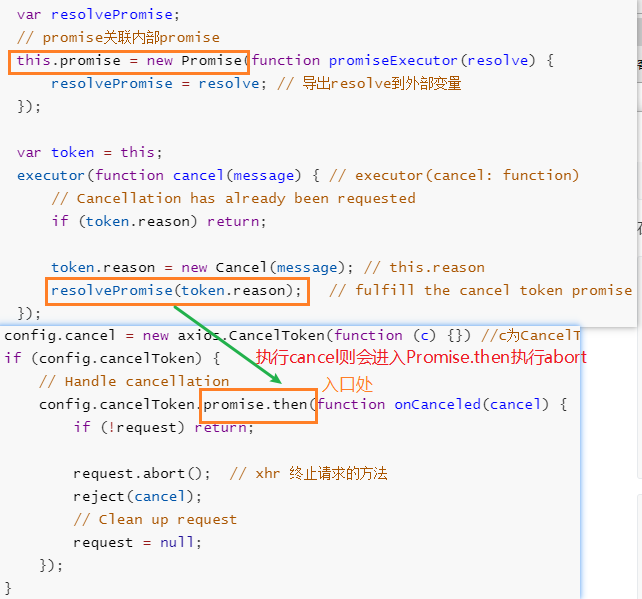 var resolvePromise;
// promise关联内部promise
this.promise = new Promise(function promiseExecutor(resolve) {
resolvePromise = resolve; // 导出resolve到外部变量
});
var token = this;
executor(function cancel(message) { // executor(cancel: function)
// Cancellation has already been requested
if (token.reason) return;
token.reason = new Cancel(message); // this.reason
resolvePromise(token.reason); // fulfill the cancel token promise
});
config.cancel = new axios.CancelToken(function (c) {}) //c为CancelT
if (config.cancelToken) {
执行cancel则会进入Promise.then执行abort
// Handle cancellation
入口处
config.cancelToken.promise.then(function onCanceled(cancel) {
if (!request) return;
request.abort(); // xhr 终止请求的方法
reject(cancel);
// Clean up request
request = null;
});
}